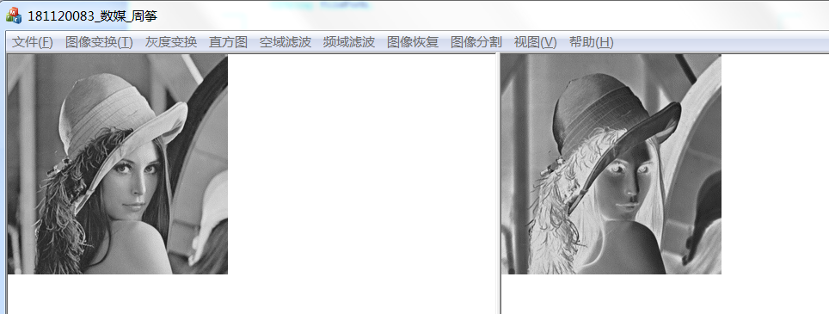 181120083_数媒_周筝
文件(F) 图像变换(T) 灰度变换 直方图 空域滤波 频域滤波 图像恢复 图像分割 视图(V) 帮助(H)